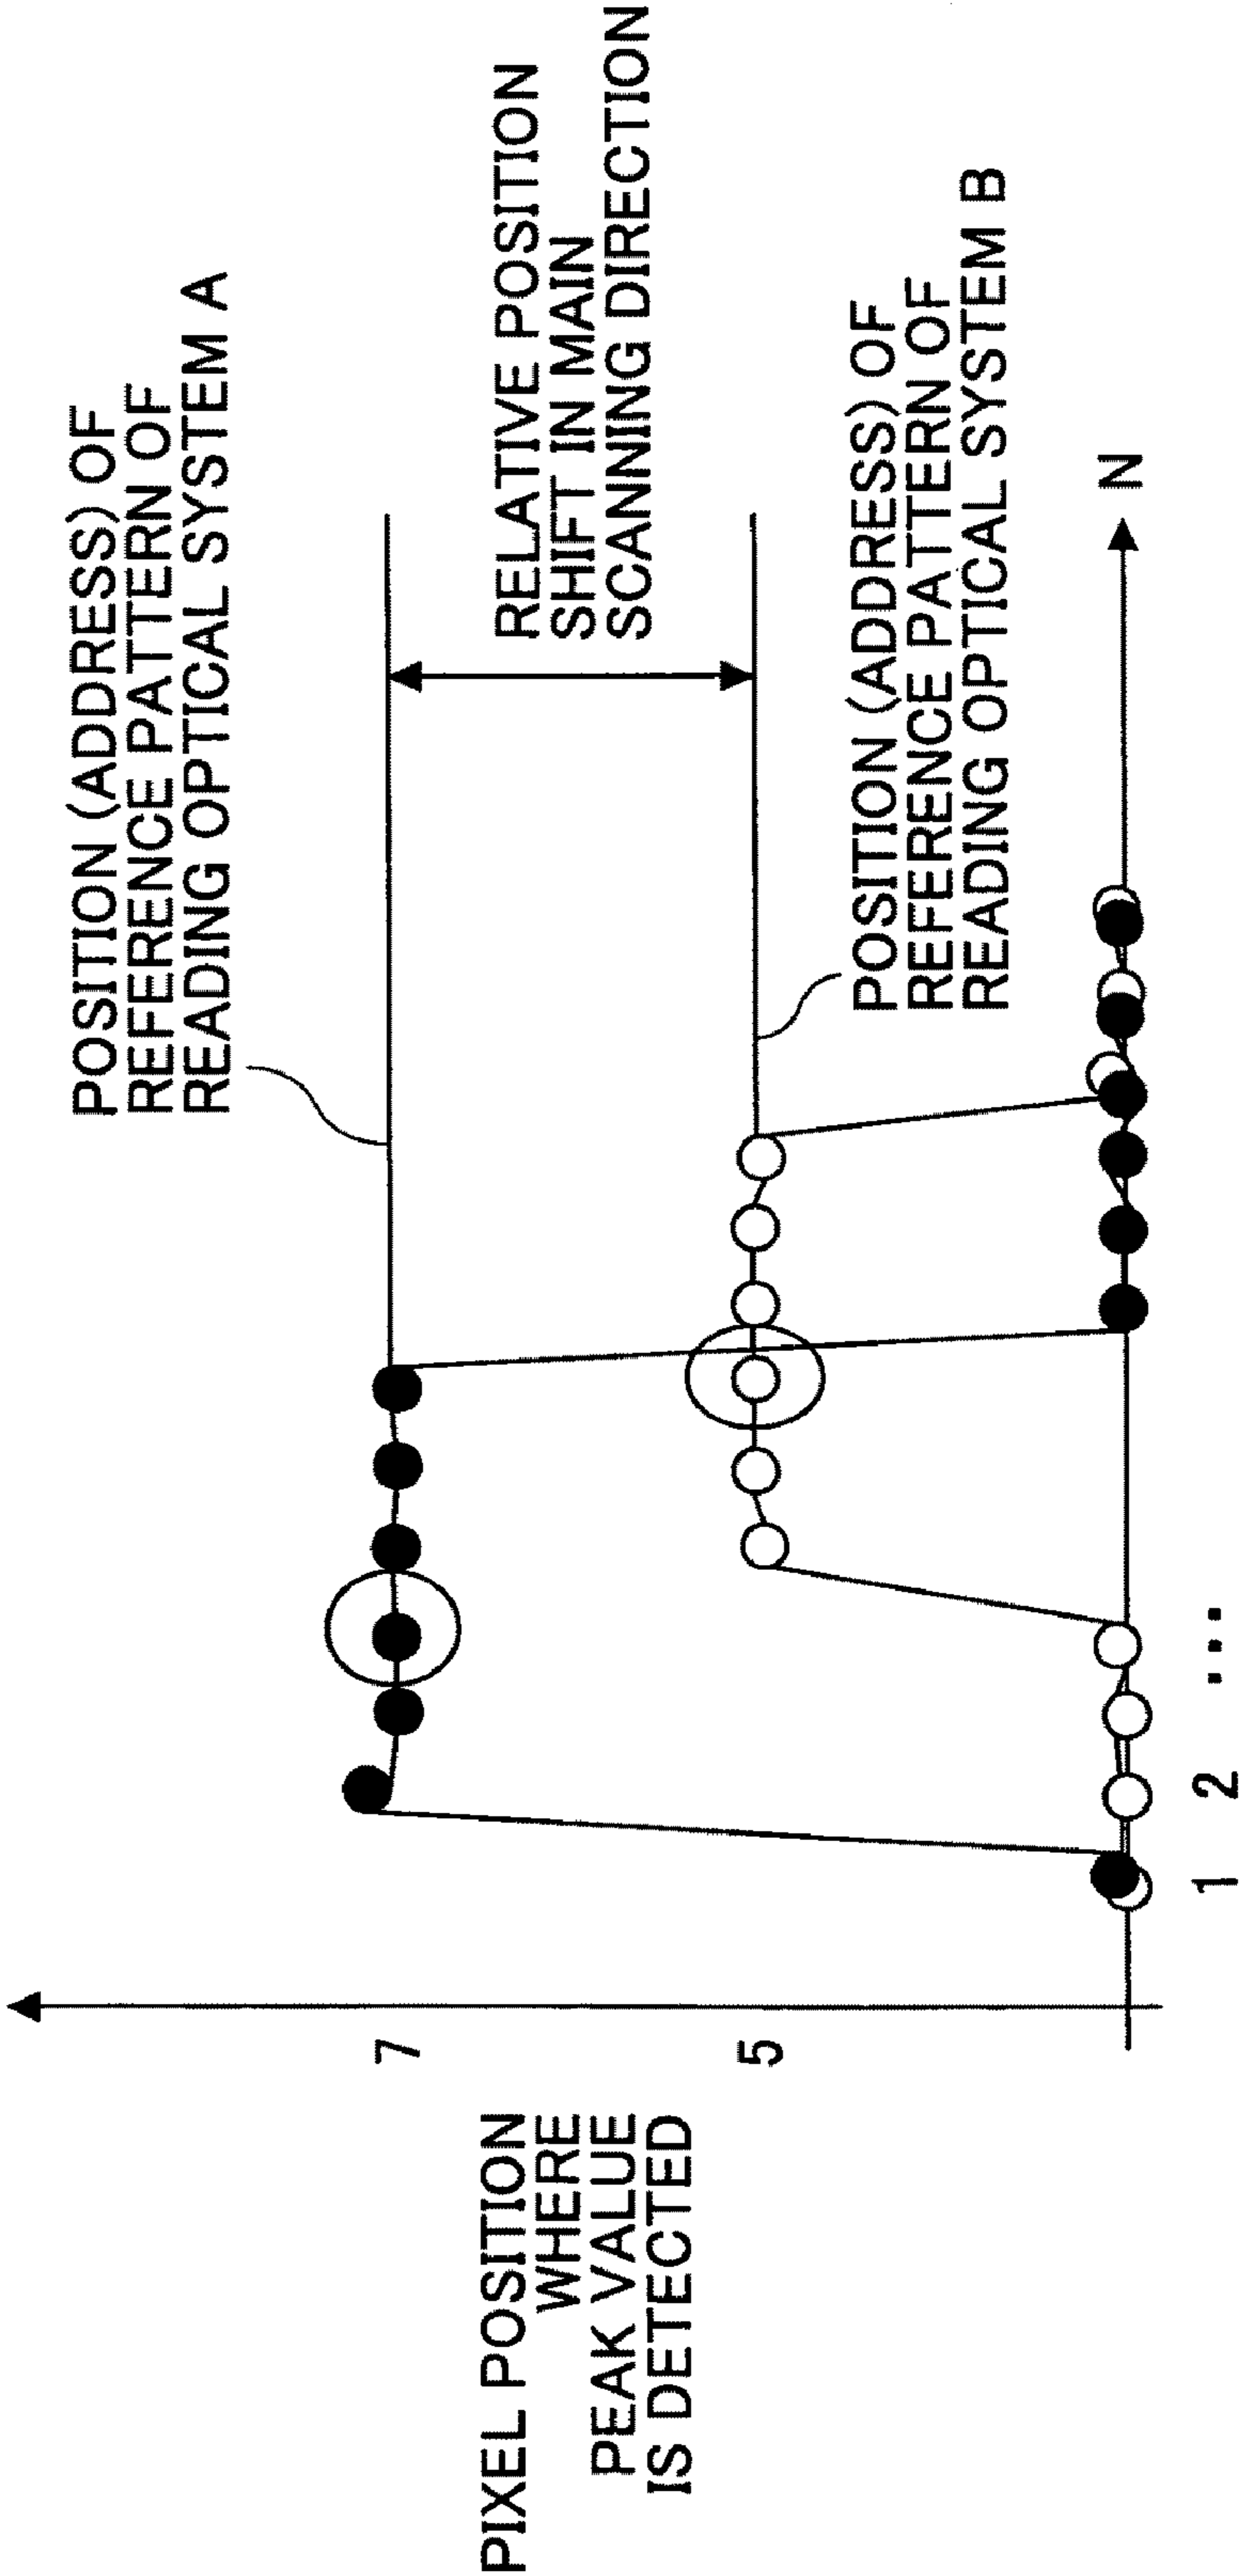 POSITION (ADDRESS) OF
REFERENCE PATTERN OF
READING OPTICAL SYSTEM A
PIXEL POSITION
WHERE
PEAK VALUE
IS DETECTED
7
5
RELATIVE POSITION
SHIFT IN MAIN
SCANNING DIRECTION
POSITION (ADDRESS) OF
REFERENCE PATTERN OF
READING OPTICAL SYSTEM B
N
1 2 ...